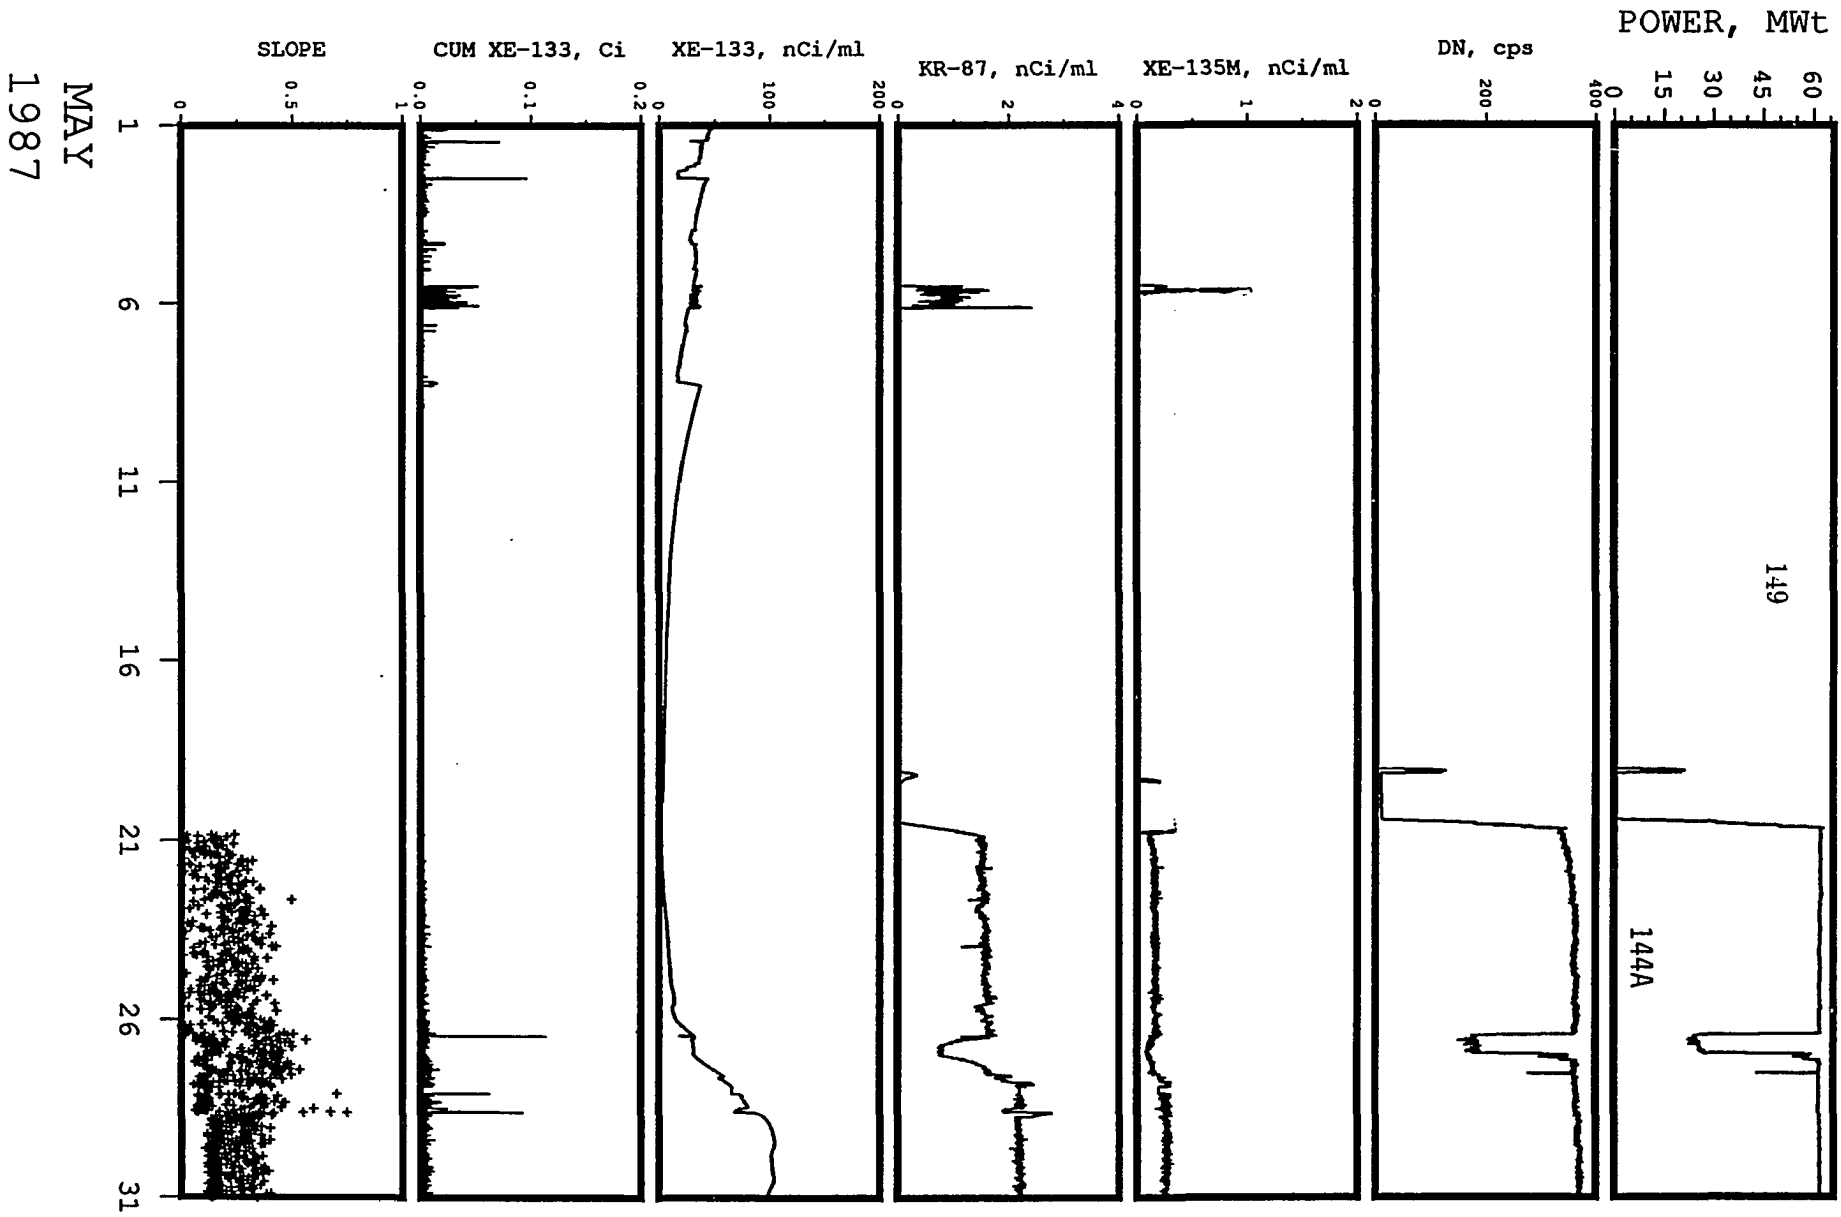 POWER, MWt
0 15 30 45 60
149
144A
DN, cps
0 200 400
XE-135M, nCi/ml
0 1 2
KR-87, nCi/ml
0 2 4
XE-133, nCi/ml
0 100 200
CUM XE-133, Ci
0.0 0.1 0.2
SLOPE
0 0.5 1
1 6 11 16 21 26 31
MAY
1987